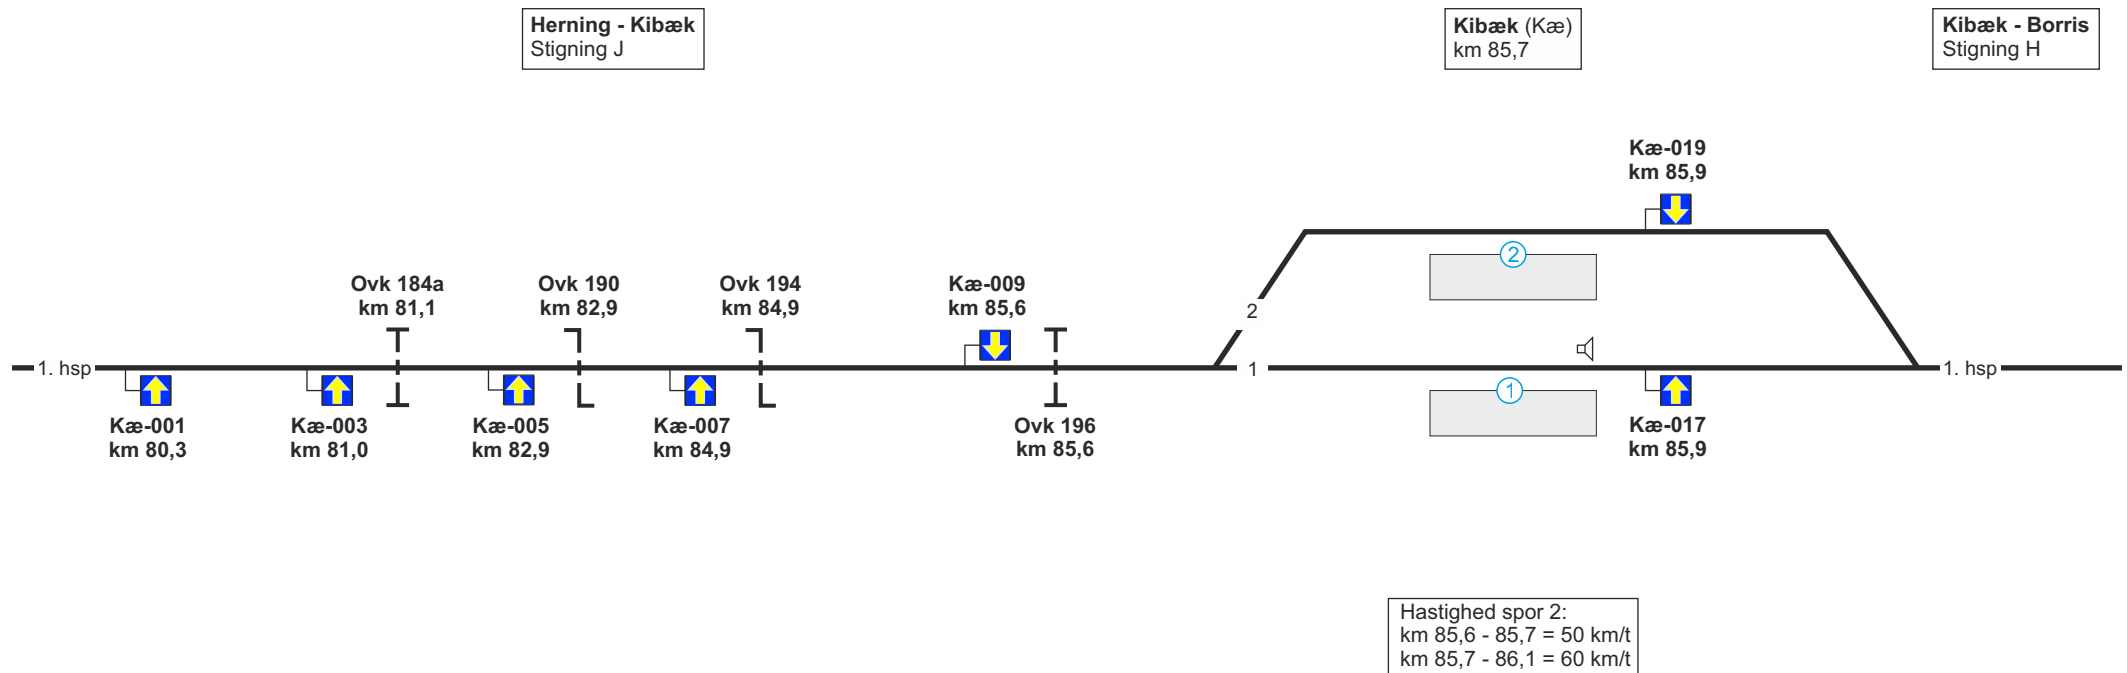 Herning - Kibæk
Stigning J
Kibæk (Kæ)
km 85,7
Kibæk - Borris
Stigning H
Kæ-019
km 85,9
Ovk 184a
km 81,1
Ovk 190
km 82,9
Ovk 194
km 84,9
Kæ-009
km 85,6
2
2
1. hsp
1
1. hsp
1
Kæ-001
km 80,3
Kæ-003
km 81,0
Kæ-005
km 82,9
Kæ-007
km 84,9
Ovk 196
km 85,6
Kæ-017
km 85,9
Hastighed spor 2:
km 85,6 - 85,7 = 50 km/t
km 85,7 - 86,1 = 60 km/t